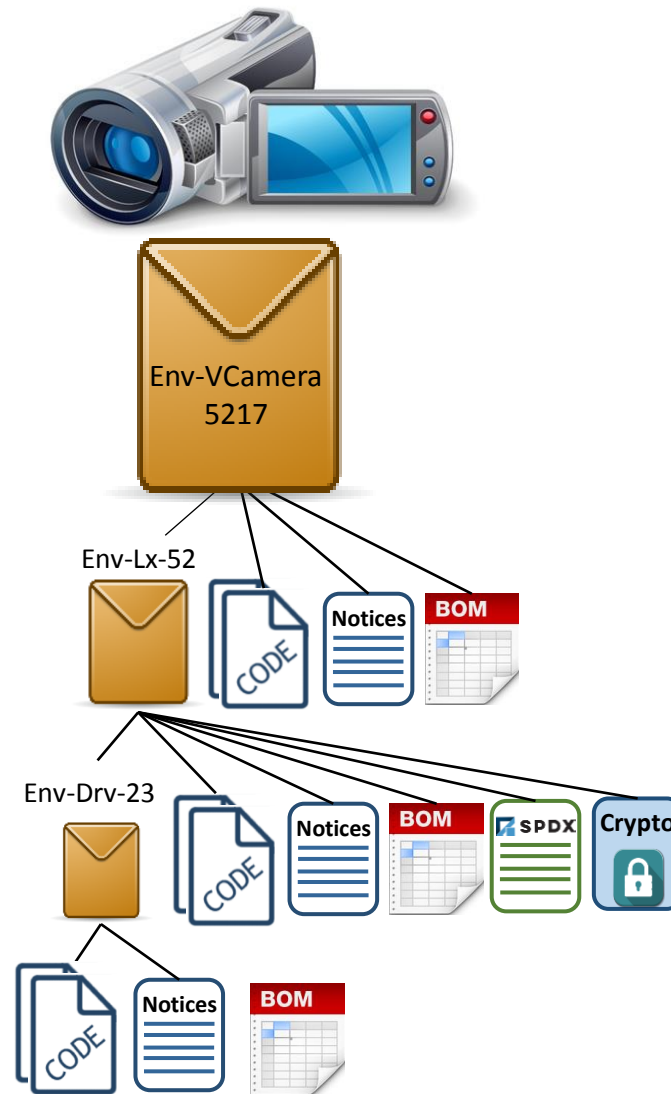 Env-VCamera
5217
Env-Lx-52
CODE
Notices
BOM
Env-Drv-23
CODE
Notices
BOM
SPDX
Crypto
CODE
Notices
BOM